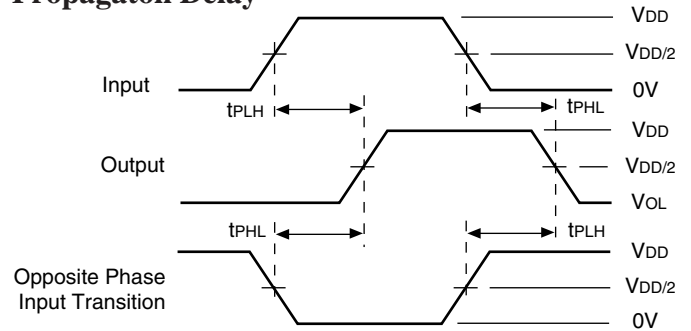 Propagaton Delay
VDD
VDD/2
Input
0V
tPLH
tPHL
VDD
Output
VDD/2
VOL
tPHL
tPLH
VDD
Opposite Phase
Input Transition
VDD/2
0V